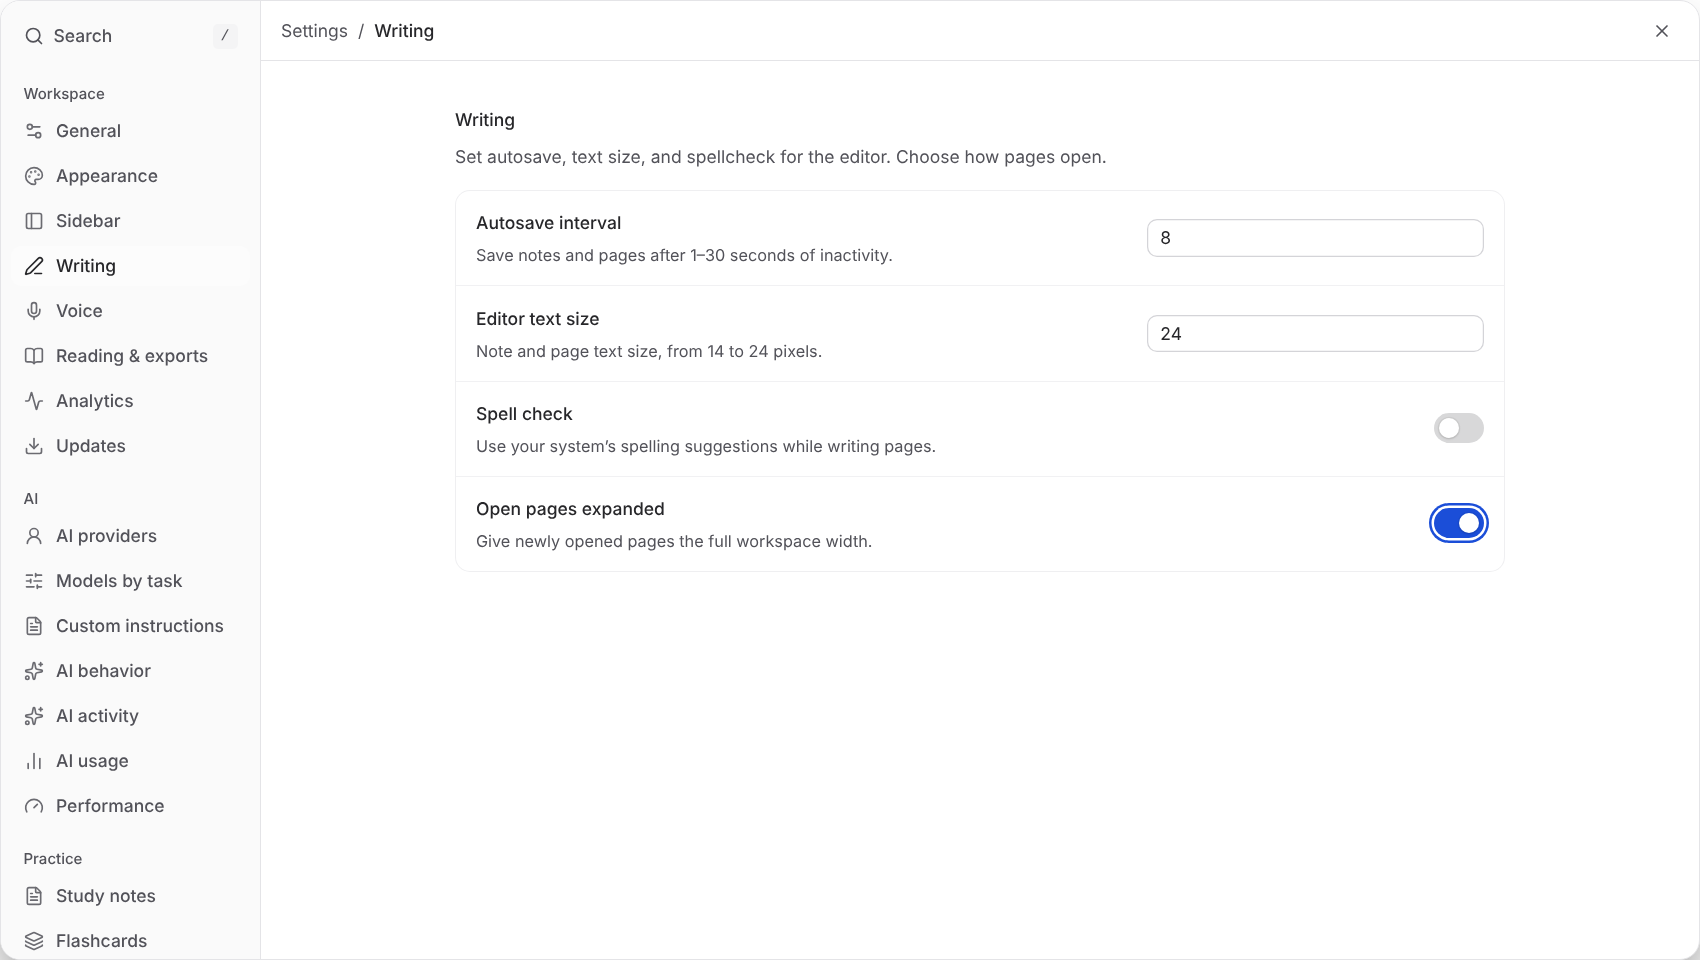 Search /
Settings / Writing
Workspace
General
Appearance
Sidebar
Writing
Voice
Reading & exports
Analytics
Updates
AI
AI providers
Models by task
Custom instructions
AI behavior
AI activity
AI usage
Performance
Practice
Study notes
Flashcards
Writing
Set autosave, text size, and spellcheck for the editor. Choose how pages open.
Autosave interval
Save notes and pages after 1–30 seconds of inactivity.
8
Editor text size
Note and page text size, from 14 to 24 pixels.
24
Spell check
Use your system’s spelling suggestions while writing pages.
Open pages expanded
Give newly opened pages the full workspace width.